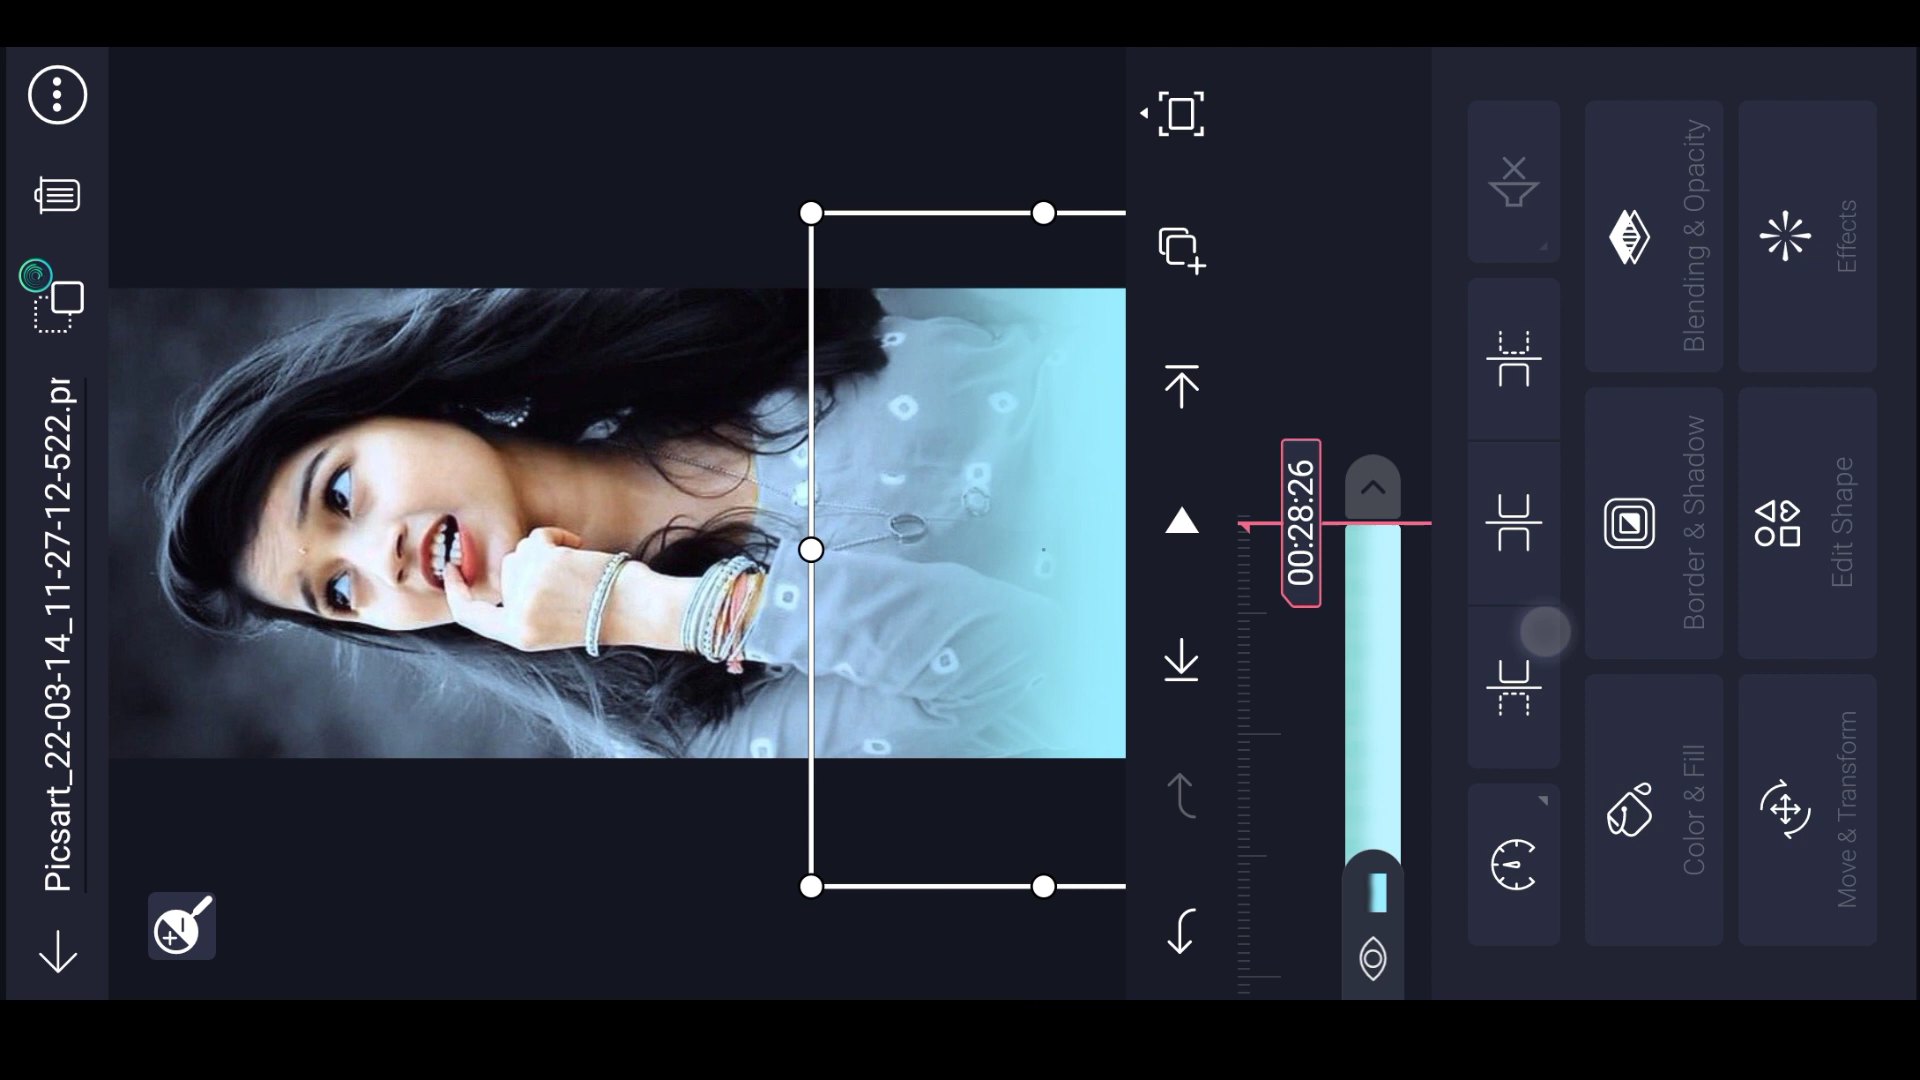 Picsart_22-03-14_11-27-12-522.pr
00:28:26
Color & Fill
Border & Shadow
Blending & Opacity
Move & Transform
Edit Shape
Effects